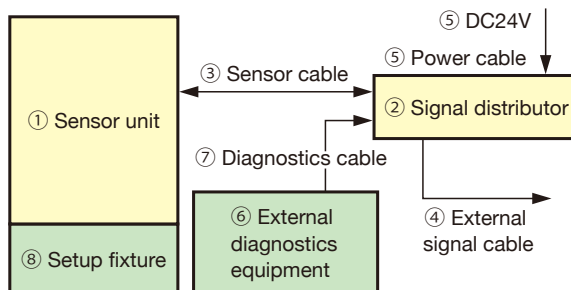 ⑤ DC24V
⑤ Power cable
③ Sensor cable
① Sensor unit
② Signal distributor
⑦ Diagnostics cable
⑥ External
diagnostics
equipment
④ External
signal cable
⑧ Setup fixture